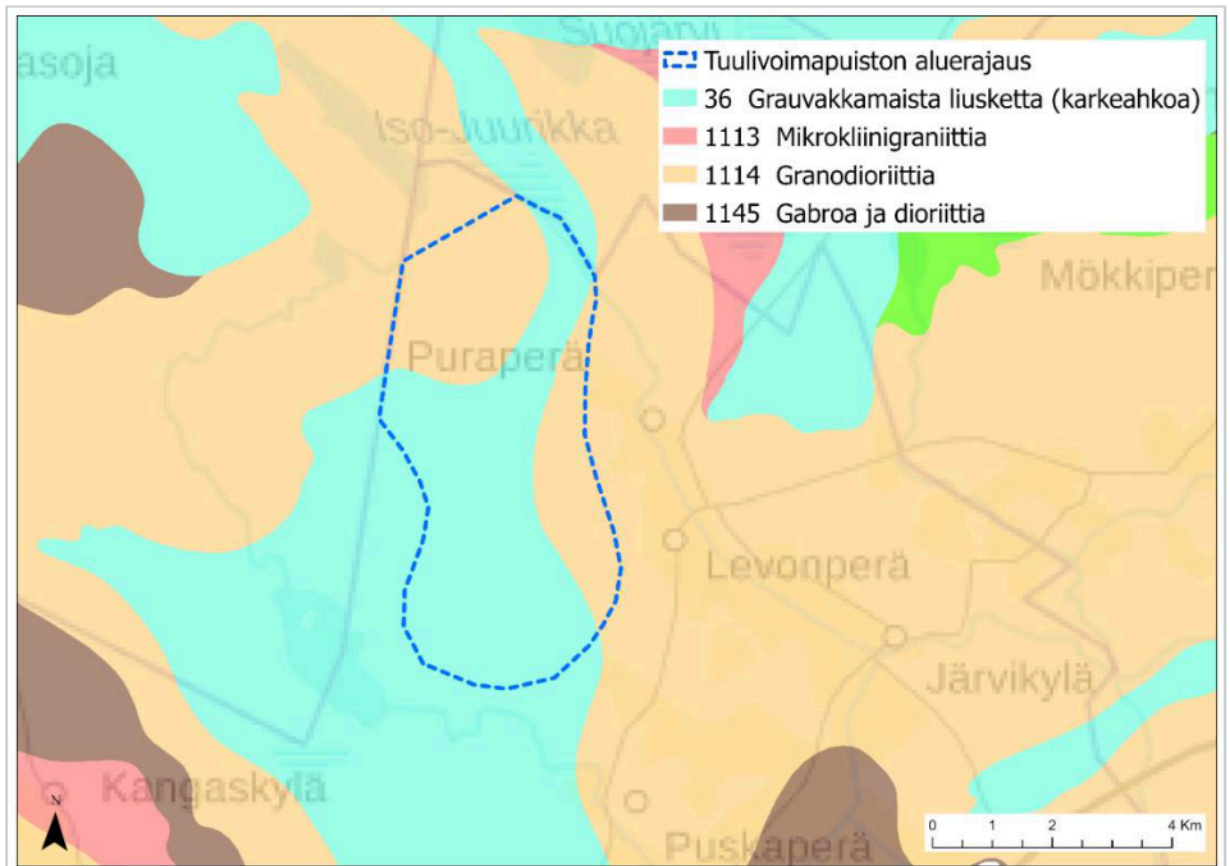 Suojärvi
asoja
Tuulivoimapuiston aluerajaus
36 Grauvakkamaista liusketta (karkeahkoa)
1113 Mikrokliinigraniittia
1114 Granodioriittia
1145 Gabroa ja dioriittia
Iso-Juurikka
Mökkiper
Puraperä
Levonperä
Järvikylä
Kangaskylä
N
Puskaperä
0 1 2 4 Km